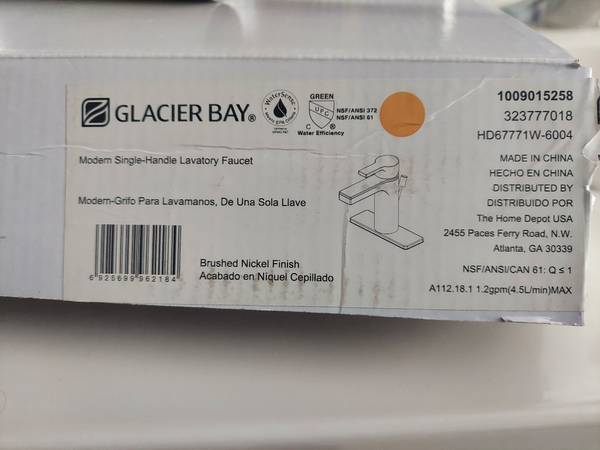 GLACIER BAY®
WaterSense
GREEN
UPC
C
Water Efficiency
NSF/ANSI 372
NSF/ANSI 61
1009015258
323777018
HD67771W-6004
Modern Single-Handle Lavatory Faucet
Modern-Grifo Para Lavamanos, De Una Sola Llave
MADE IN CHINA
HECHO EN CHINA
DISTRIBUTED BY
DISTRIBUIDO POR
The Home Depot USA
2455 Paces Ferry Road, N.W.
Atlanta, GA 30339
Brushed Nickel Finish
Acabado en Níquel Cepillado
6 925699 962184
NSF/ANSI/CAN 61: Q ≤ 1
A112.18.1 1.2gpm(4.5L/min)MAX